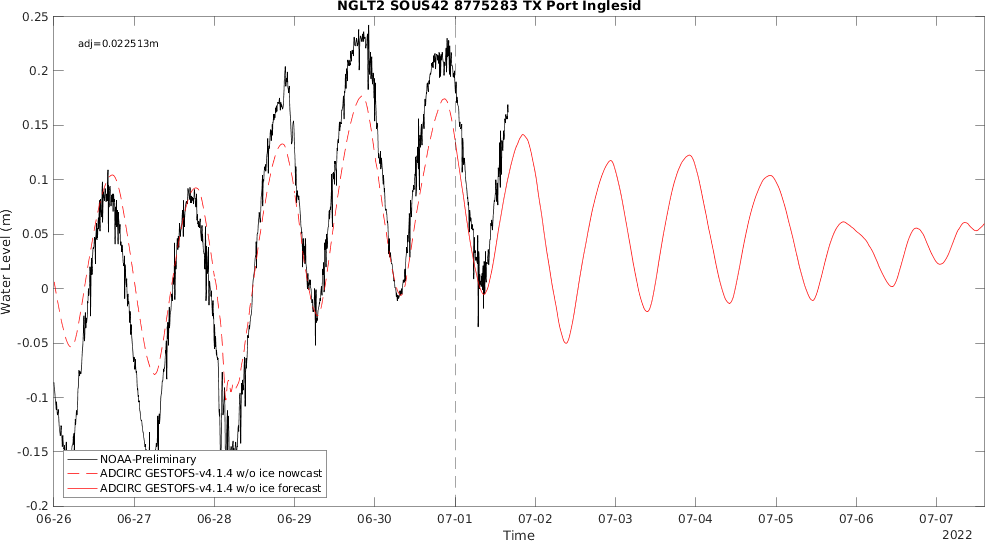 NGLT2 SOUS42 8775283 TX Port Inglesid
adj=0.022513m
0.25
0.2
0.15
0.1
0.05
0
-0.05
-0.1
-0.15
-0.2
Water Level (m)
NOAA-Preliminary
ADCIRC GESTOFS-v4.1.4 w/o ice nowcast
ADCIRC GESTOFS-v4.1.4 w/o ice forecast
06-26 06-27 06-28 06-29 06-30 07-01 07-02 07-03 07-04 07-05 07-06 07-07
Time
2022